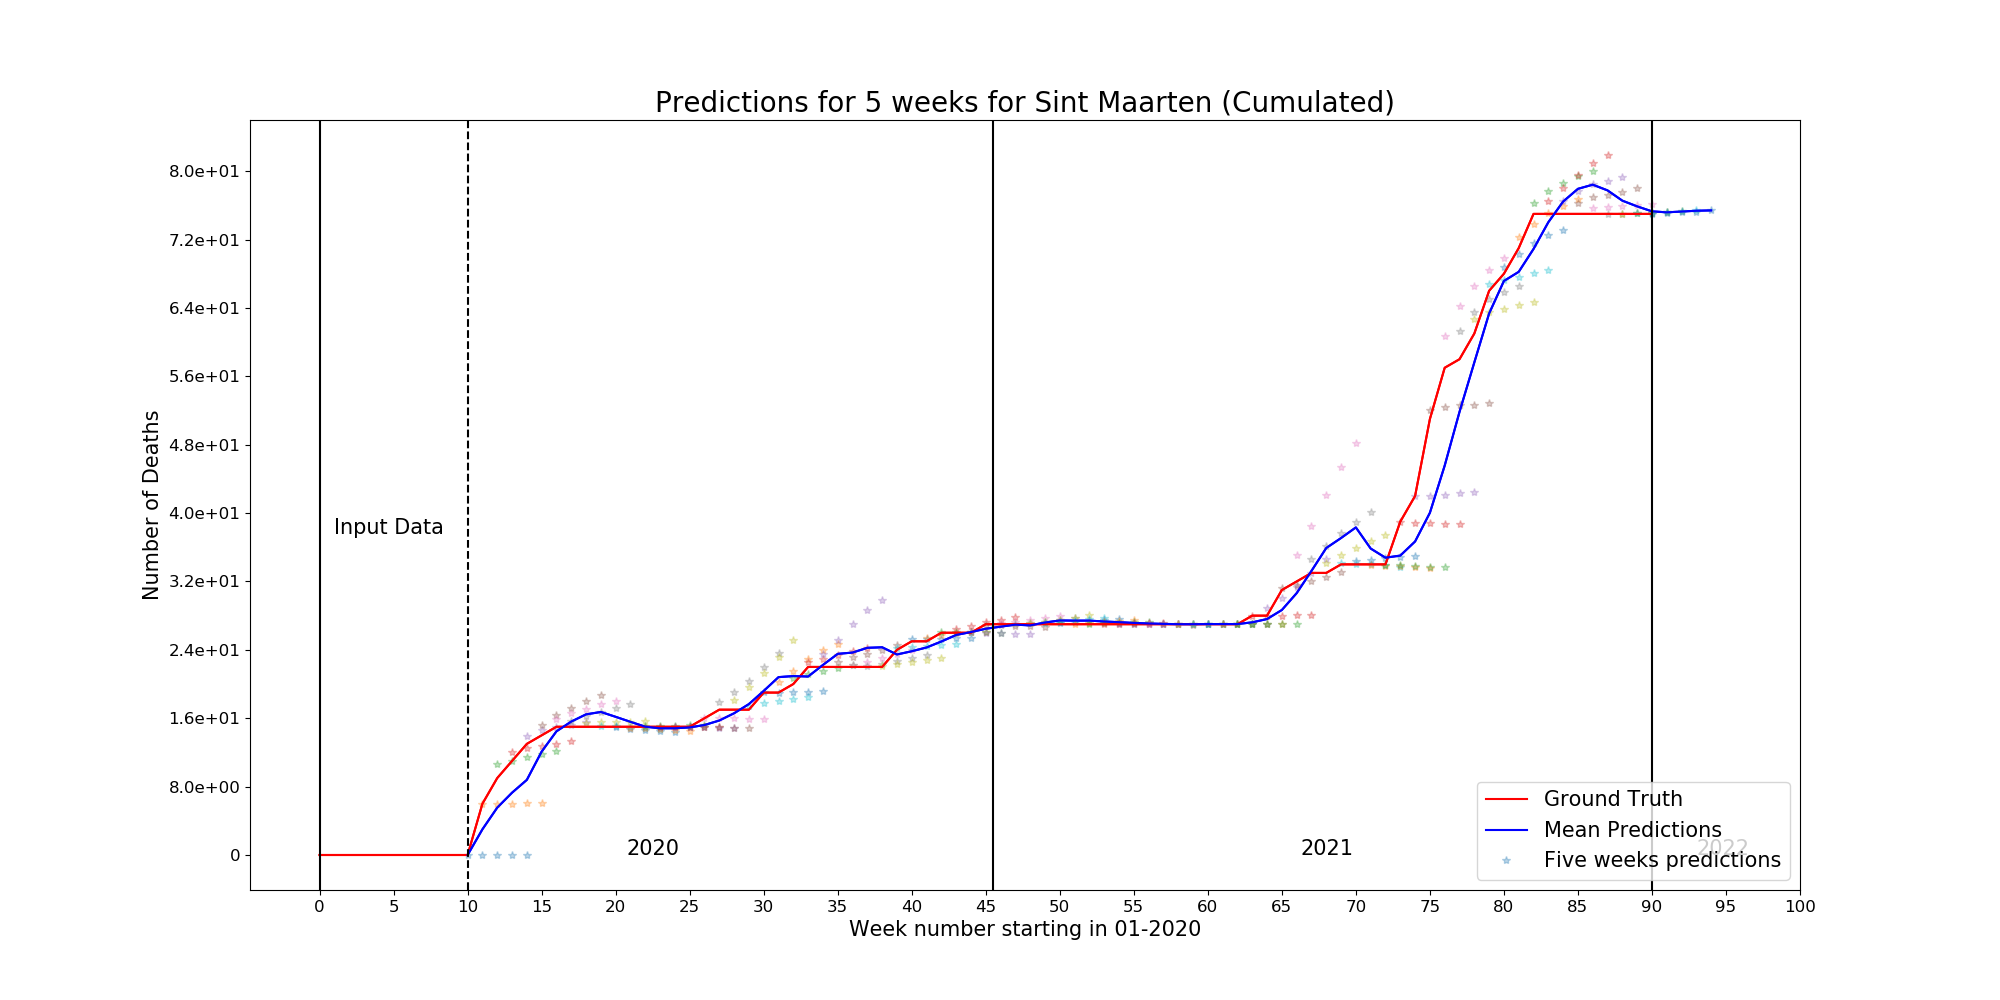 Predictions for 5 weeks for Sint Maarten (Cumulated)
8.0e+01
7.2e+01
6.4e+01
5.6e+01
4.8e+01
4.0e+01
3.2e+01
2.4e+01
1.6e+01
8.0e+00
0
Number of Deaths
Input Data
2020
2021
2022
Ground Truth
Mean Predictions
Five weeks predictions
0 5 10 15 20 25 30 35 40 45 50 55 60 65 70 75 80 85 90 95 100
Week number starting in 01-2020